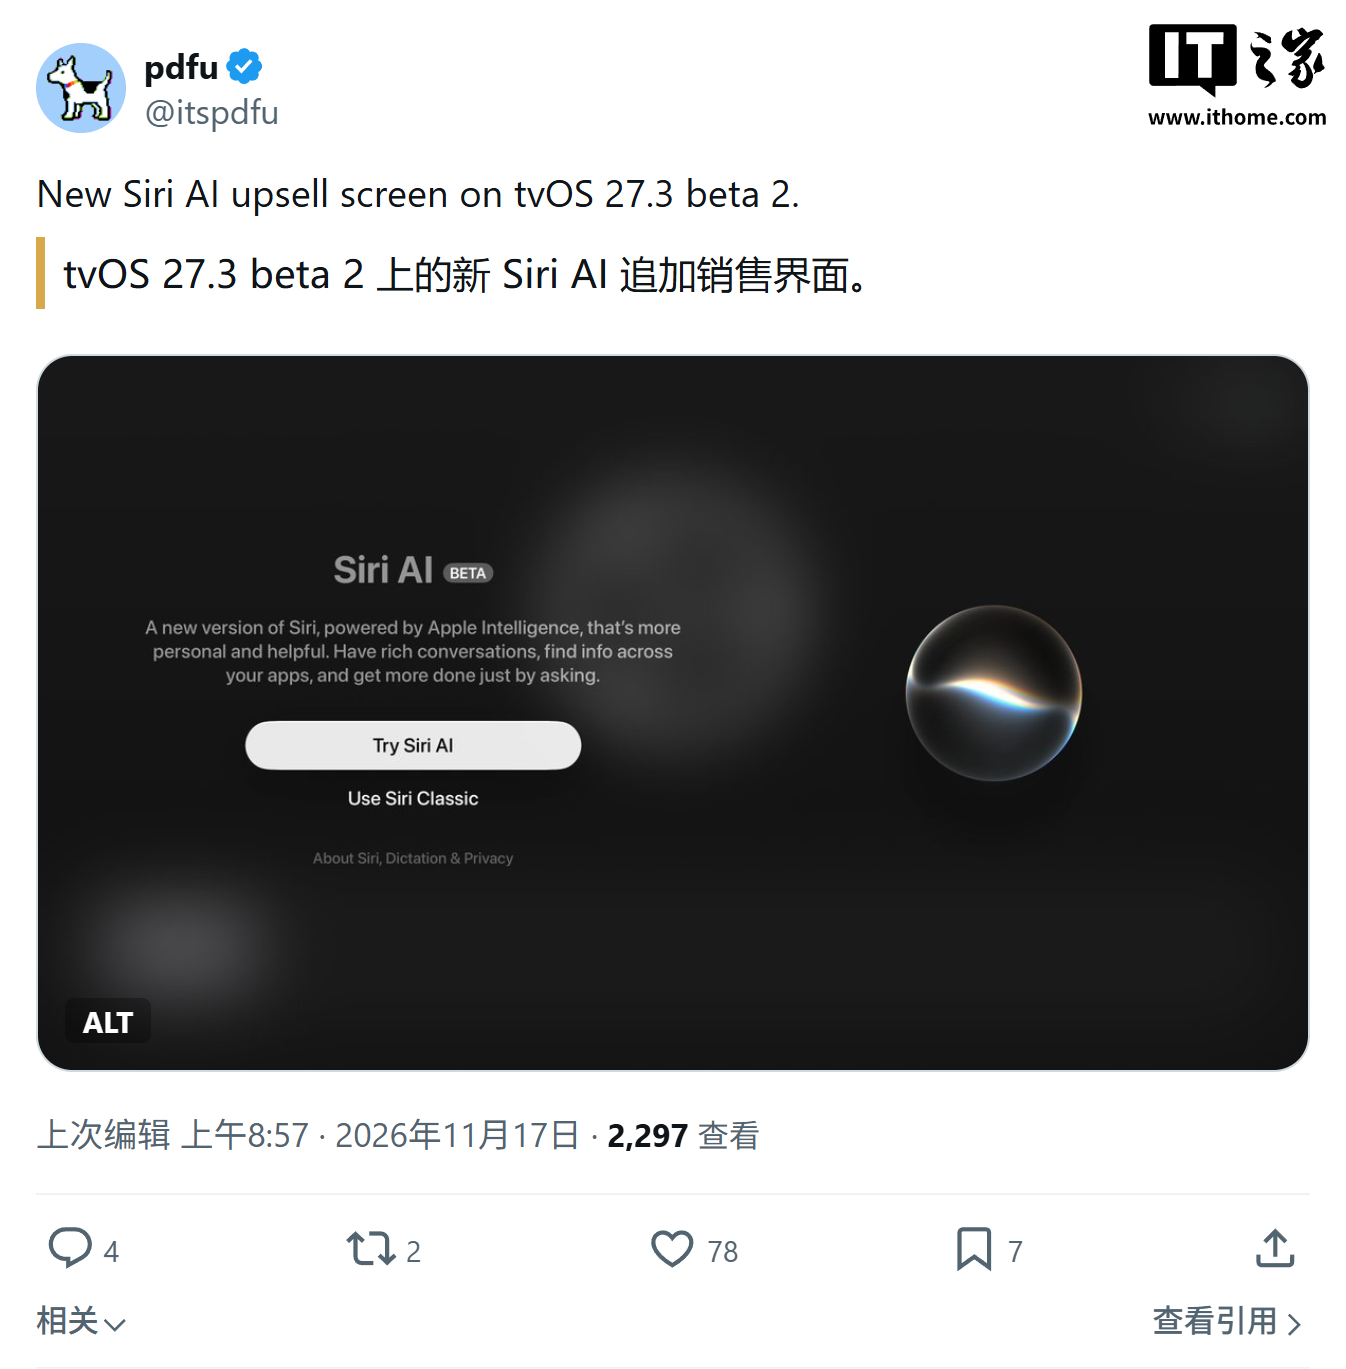 pdfu
@itspdfu
IT之家
www.ithome.com
New Siri AI upsell screen on tvOS 27.3 beta 2.
tvOS 27.3 beta 2 上的新 Siri AI 追加销售界面。
Siri AI BETA
A new version of Siri, powered by Apple Intelligence, that's more
personal and helpful. Have rich conversations, find info across
your apps, and get more done just by asking.
Try Siri AI
Use Siri Classic
About Siri, Dictation & Privacy
ALT
上次编辑 上午8:57 · 2026年11月17日 · 2,297 查看
4 2 78 7
相关 查看引用